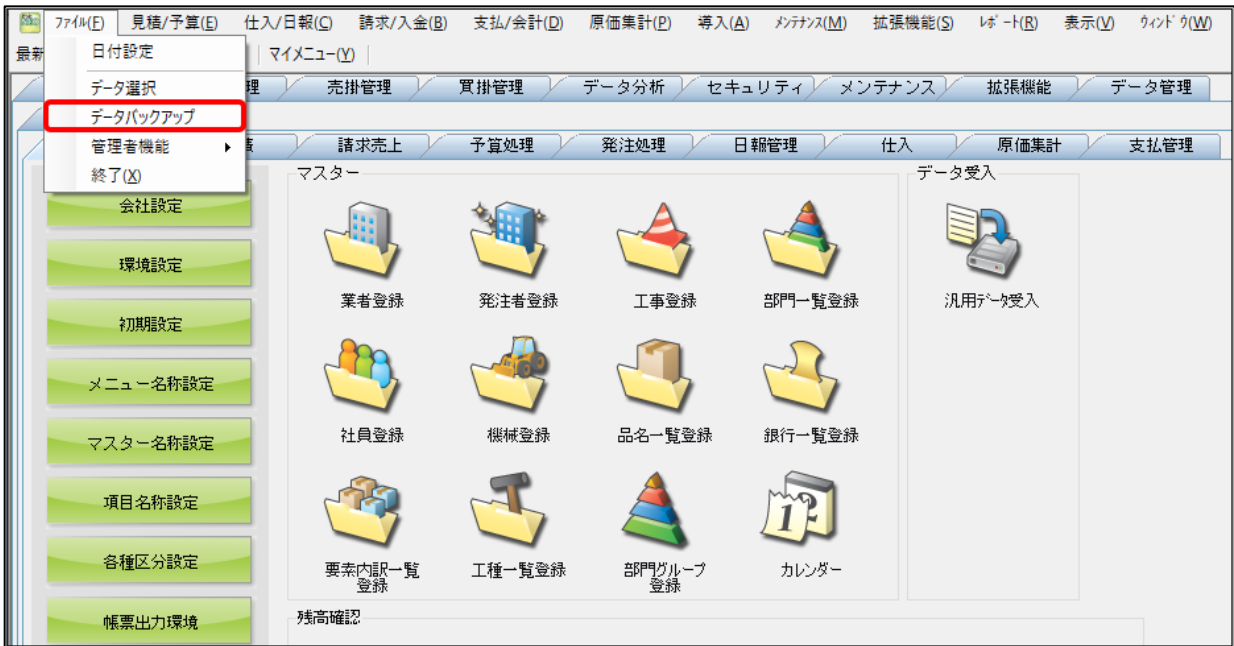 ﾌｧｲﾙ(F) 見積/予算(E) 仕入/日報(C) 請求/入金(B) 支払/会計(D) 原価集計(P) 導入(A) ﾒﾝﾃﾅﾝｽ(M) 拡張機能(S) ﾚﾎﾟｰﾄ(R) 表示(V) ｳｨﾝﾄﾞｳ(W)
最新 マイメニュー(Y)
日付設定
データ選択
データバックアップ
管理者機能
終了(X)
理 売掛管理 買掛管理 データ分析 セキュリティ メンテナンス 拡張機能 データ管理
請求売上 予算処理 発注処理 日報管理 仕入 原価集計 支払管理
会社設定
環境設定
初期設定
メニュー名称設定
マスター名称設定
項目名称設定
各種区分設定
帳票出力環境
マスター
業者登録 発注者登録 工事登録 部門一覧登録
社員登録 機械登録 品名一覧登録 銀行一覧登録
要素内訳一覧 工種一覧登録 部門グループ カレンダー
登録 登録
データ受入
汎用ﾃﾞｰﾀ受入
残高確認